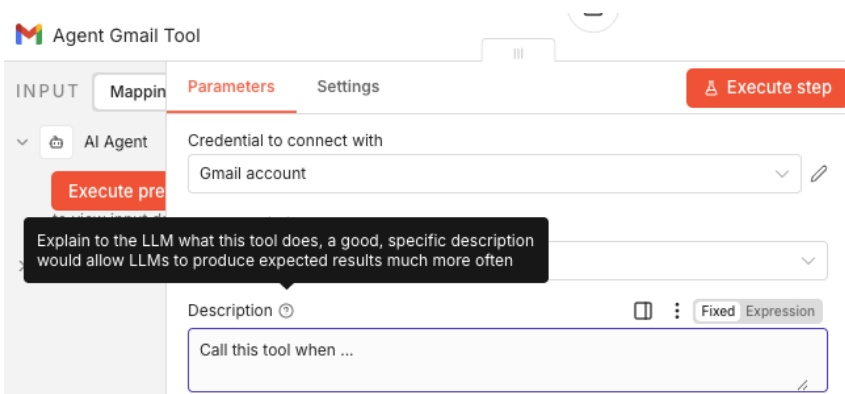 Agent Gmail Tool
INPUT
Mappin
Parameters
Settings
Execute step
AI Agent
Credential to connect with
Gmail account
Execute pre
Explain to the LLM what this tool does, a good, specific description
would allow LLMs to produce expected results much more often
Description
Fixed
Expression
Call this tool when ...